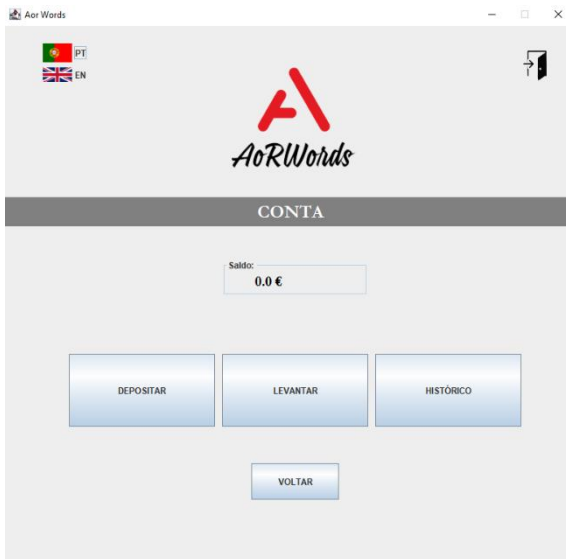 Aor Words
PT
EN
AoRWords
CONTA
Saldo:
0.0 €
DEPOSITAR
LEVANTAR
HISTÓRICO
VOLTAR